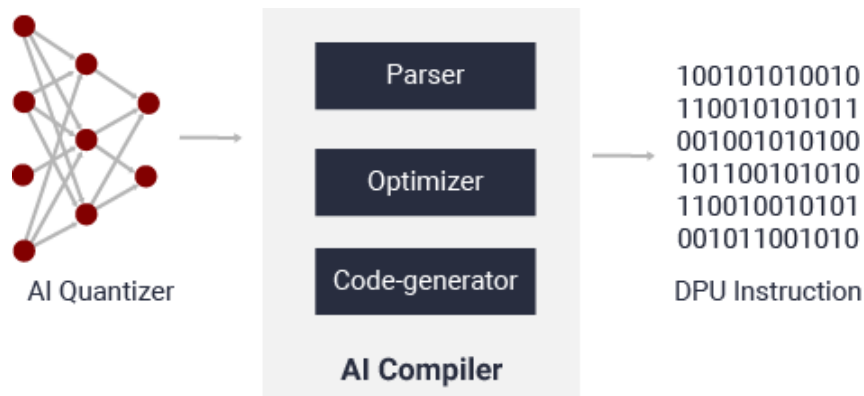 AI Quantizer
Parser
Optimizer
Code-generator
AI Compiler
100101010010
110010101011
001001010100
101100101010
110010010101
001011001010
DPU Instruction